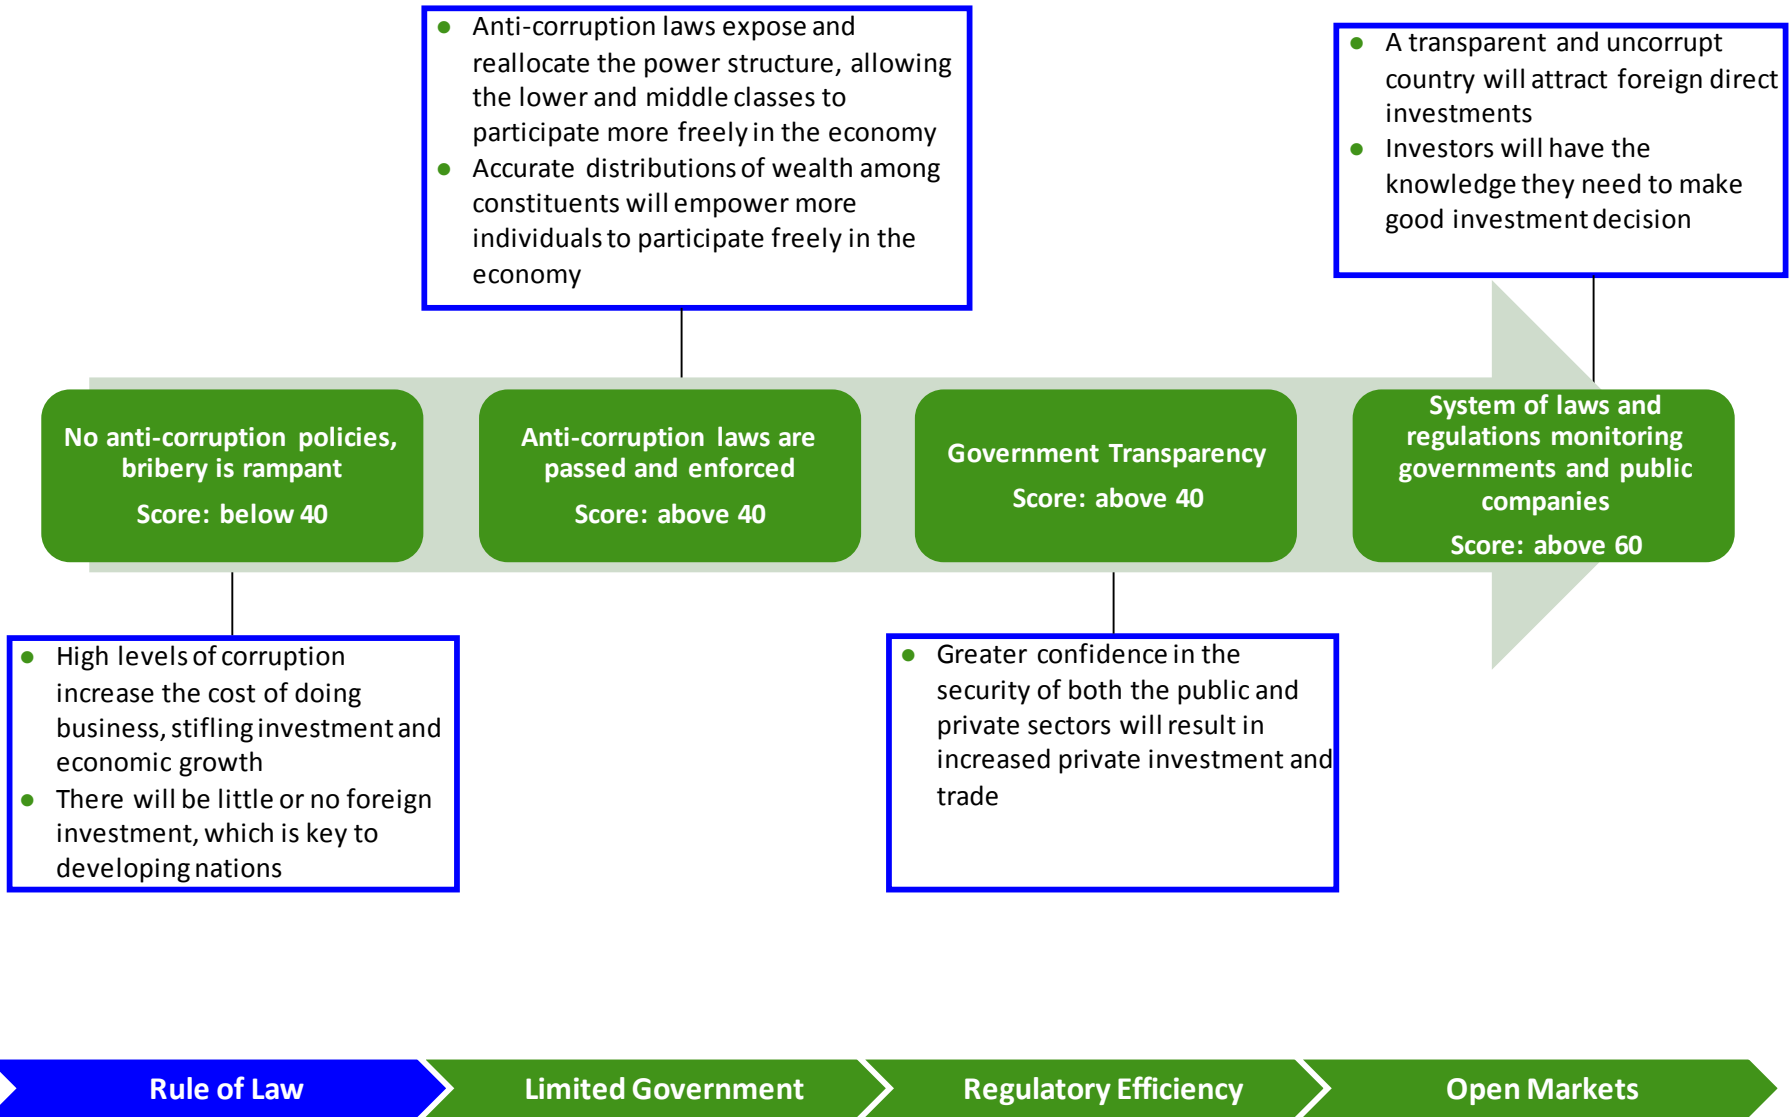 ● Anti-corruption laws expose and
reallocate the power structure, allowing
the lower and middle classes to
participate more freely in the economy
● Accurate distributions of wealth among
constituents will empower more
individuals to participate freely in the
economy
● A transparent and uncorrupt
country will attract foreign direct
investments
● Investors will have the
knowledge they need to make
good investment decision
No anti-corruption policies,
bribery is rampant
Score: below 40
Anti-corruption laws are
passed and enforced
Score: above 40
Government Transparency
Score: above 40
System of laws and
regulations monitoring
governments and public
companies
Score: above 60
● High levels of corruption
increase the cost of doing
business, stifling investment and
economic growth
● There will be little or no foreign
investment, which is key to
developing nations
● Greater confidence in the
security of both the public and
private sectors will result in
increased private investment and
trade
Rule of Law
Limited Government
Regulatory Efficiency
Open Markets